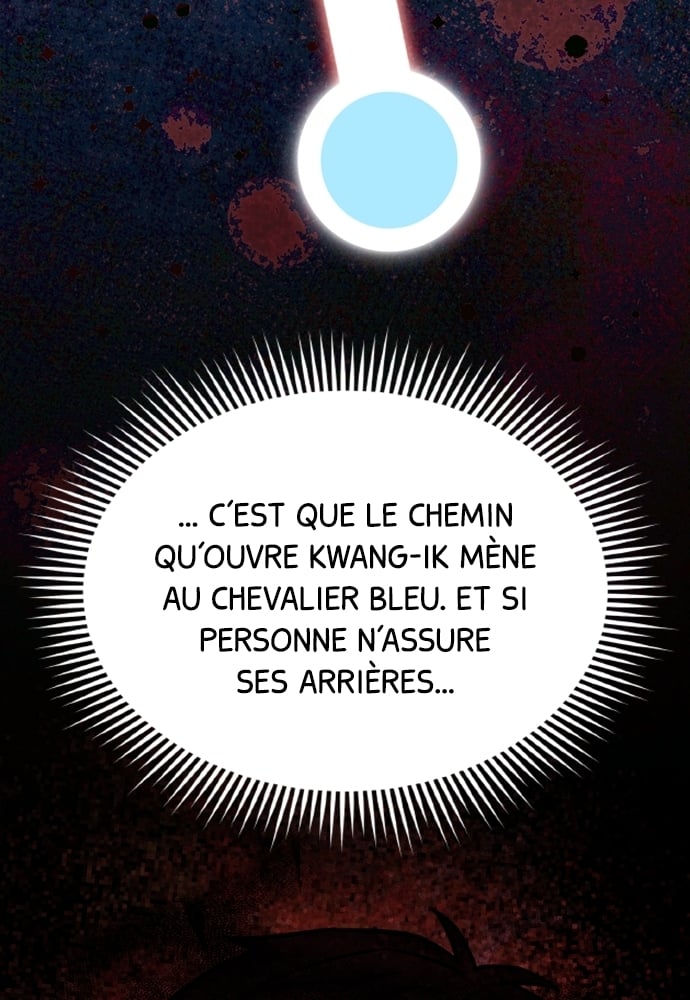 ... C'EST QUE LE CHEMIN
QU'OUVRE KWANG-IK MÈNE
AU CHEVALIER BLEU. ET SI
PERSONNE N'ASSURE
SES ARRIÈRES...